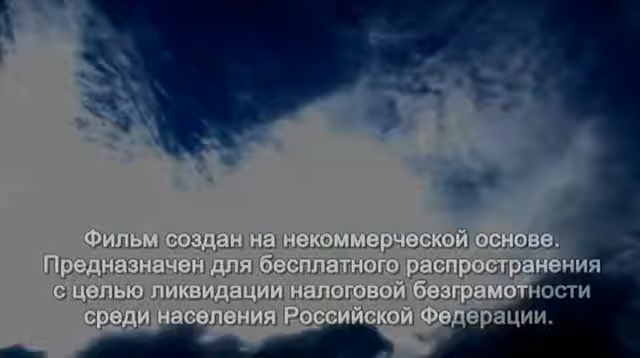 Фильм создан на некоммерческой основе.
Предназначен для бесплатного распространения
с целью ликвидации налоговой безграмотности
среди населения Российской Федерации.